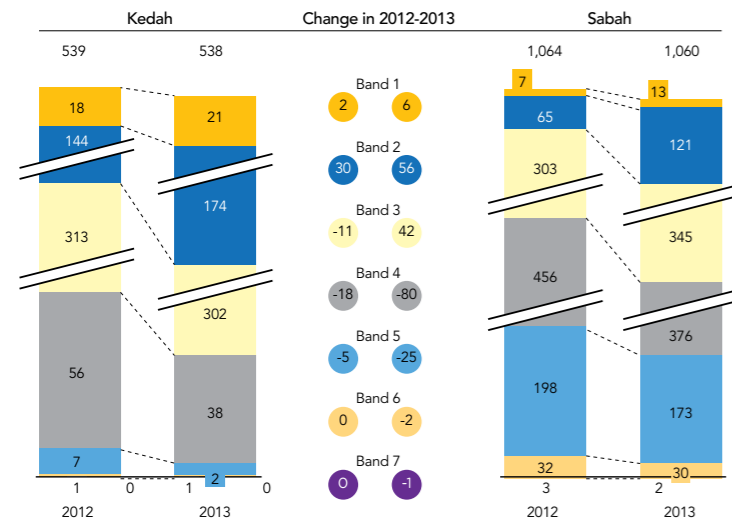 Kedah Change in 2012-2013 Sabah
539 538 1,064 1,060
Band 1
7 13
18 21 2 6
Band 2
144 174 30 56 65 121
Band 3
313 302 -11 42 303 345
Band 4
56 38 -18 -80 456 376
Band 5
7 2 -5 -25 198 173
Band 6
0 -2 32 30
Band 7
1 0 1 0 0 -1 3 2
2012 2013 2012 2013